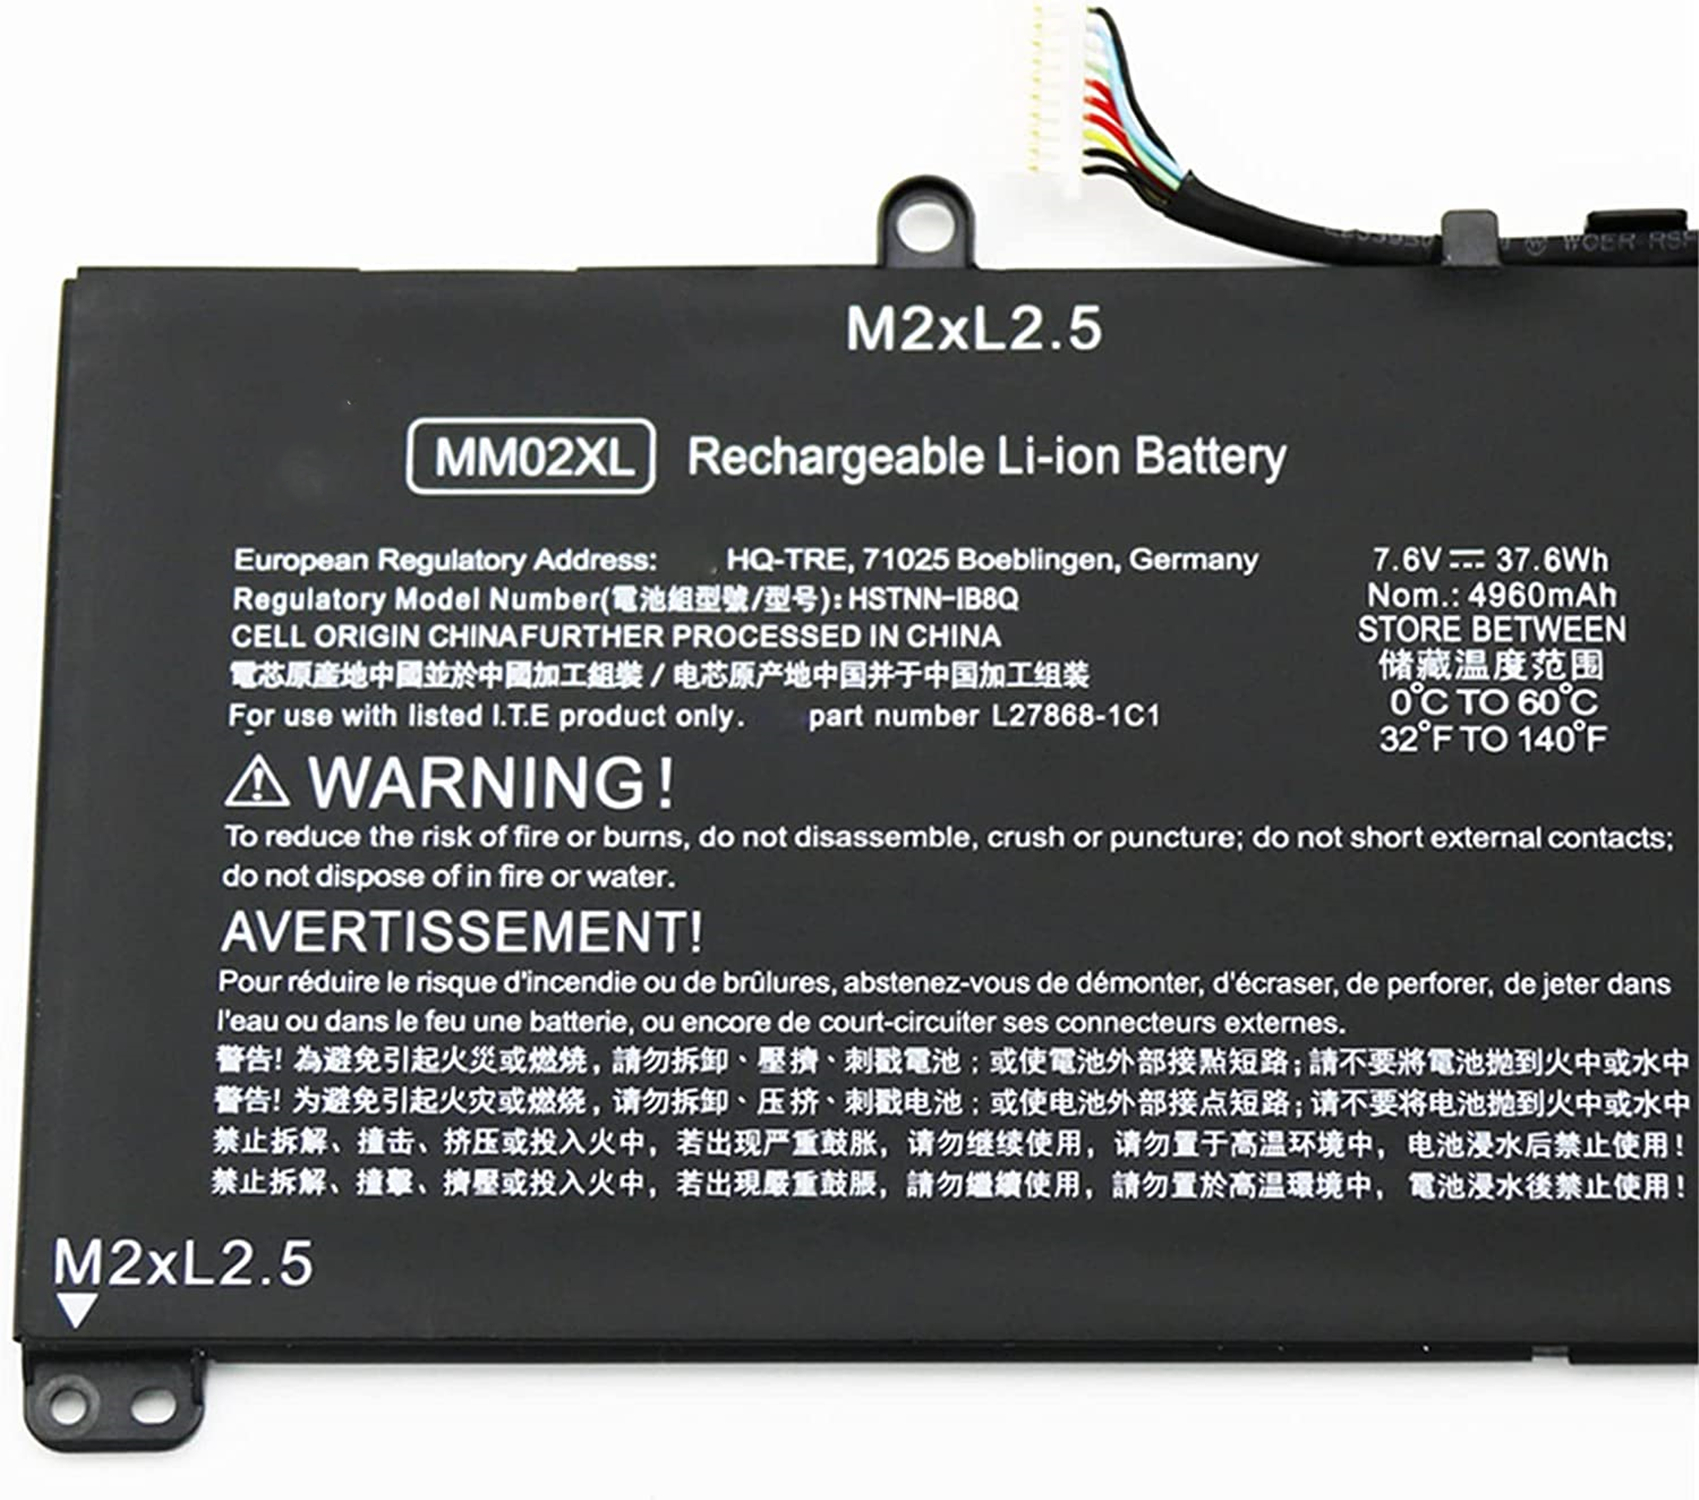 WOER RSF
M2xL2.5
MM02XL Rechargeable Li-ion Battery
European Regulatory Address: HQ-TRE, 71025 Boeblingen, Germany
Regulatory Model Number(電池組型號/型号): HSTNN-IB8Q
CELL ORIGIN CHINA FURTHER PROCESSED IN CHINA
電芯原產地中國並於中國加工組裝 / 电芯原产地中国并于中国加工组装
For use with listed I.T.E product only. part number L27868-1C1
7.6V 37.6Wh
Nom.: 4960mAh
STORE BETWEEN
储藏温度范围
0°C TO 60°C
32°F TO 140°F
⚠ WARNING!
To reduce the risk of fire or burns, do not disassemble, crush or puncture; do not short external contacts;
do not dispose of in fire or water.
AVERTISSEMENT!
Pour réduire le risque d'incendie ou de brûlures, abstenez-vous de démonter, d'écraser, de perforer, de jeter dans
l'eau ou dans le feu une batterie, ou encore de court-circuiter ses connecteurs externes.
警告! 為避免引起火災或燃燒, 請勿拆卸、壓擠、刺戳電池; 或使電池外部接點短路; 請不要將電池拋到火中或水中
警告! 为避免引起火灾或燃烧, 请勿拆卸、压挤、刺戳电池; 或使电池外部接点短路; 请不要将电池抛到火中或水中
禁止拆解、撞击、挤压或投入火中, 若出现严重鼓胀, 请勿继续使用, 请勿置于高温环境中, 电池浸水后禁止使用!
禁止拆解、撞擊、擠壓或投入火中, 若出現嚴重鼓脹, 請勿繼續使用, 請勿置於高温環境中, 電池浸水後禁止使用!
M2xL2.5